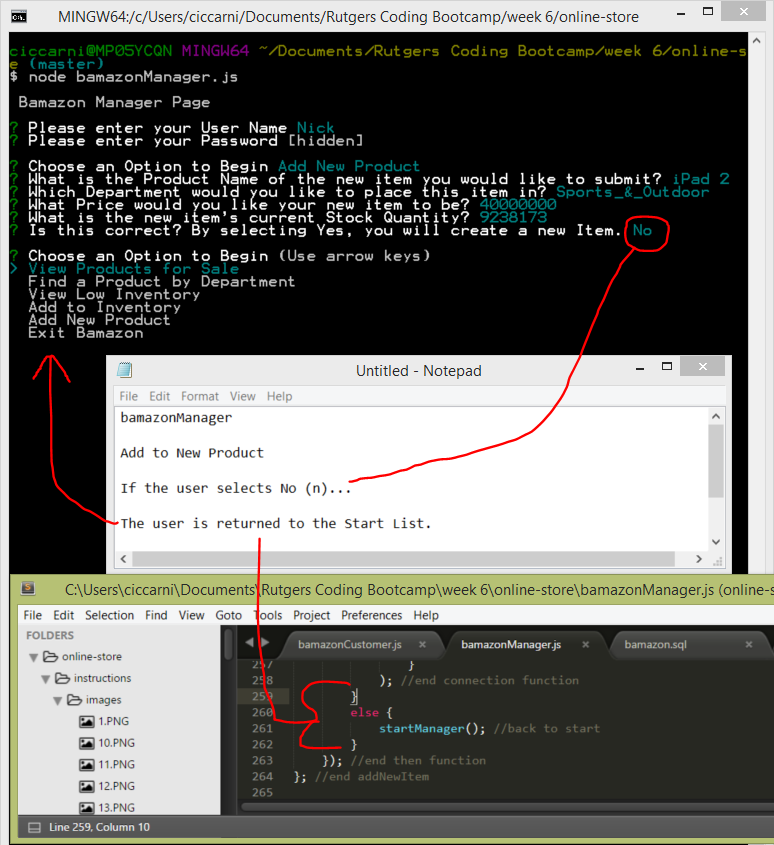 MINGW64:/c/Users/ciccarni/Documents/Rutgers Coding Bootcamp/week 6/online-store
ciccarni@MP05YCQN MINGW64 ~/Documents/Rutgers Coding Bootcamp/week 6/online-s
e (master)
$ node bamazonManager.js
Bamazon Manager Page
? Please enter your User Name Nick
? Please enter your Password [hidden]
? Choose an Option to Begin Add New Product
? What is the Product Name of the new item you would like to submit? iPad 2
? Which Department would you like to place this item in? Sports_&_Outdoor
? What Price would you like your new item to be? 40000000
? What is the new item's current Stock Quantity? 9238173
? Is this correct? By selecting Yes, you will create a new Item. No
? Choose an Option to Begin (Use arrow keys)
> View Products for Sale
Find a Product by Department
View Low Inventory
Add to Inventory
Add New Product
Exit Bamazon
Untitled - Notepad
File Edit Format View Help
bamazonManager
Add to New Product
If the user selects No (n)...
The user is returned to the Start List.
C:\Users\ciccarni\Documents\Rutgers Coding Bootcamp\week 6\online-store\bamazonManager.js (online-s
File Edit Selection Find View Goto Tools Project Preferences Help
FOLDERS
online-store
instructions
images
1.PNG
10.PNG
11.PNG
12.PNG
13.PNG
bamazonCustomer.js × bamazonManager.js × bamazon.sql ×
257 }
258 ); //end connection function
259 }
260 else {
261 startManager(); //back to start
262 }
263 }); //end then function
264 }; //end addNewItem
265
Line 259, Column 10